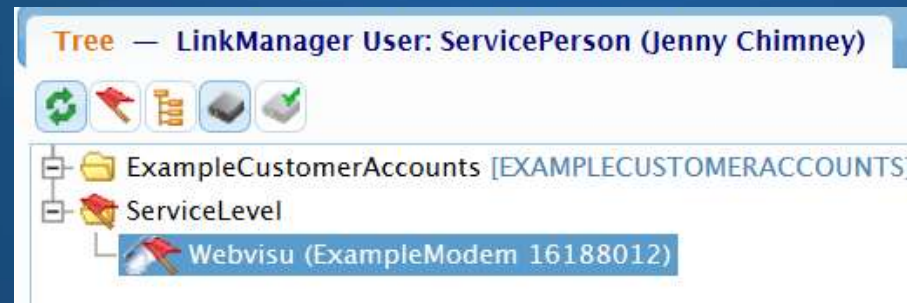 Tree — LinkManager User: ServicePerson (Jenny Chimney)
ExampleCustomerAccounts [EXAMPLECUSTOMERACCOUNTS]
ServiceLevel
Webvisu (ExampleModem 16188012)